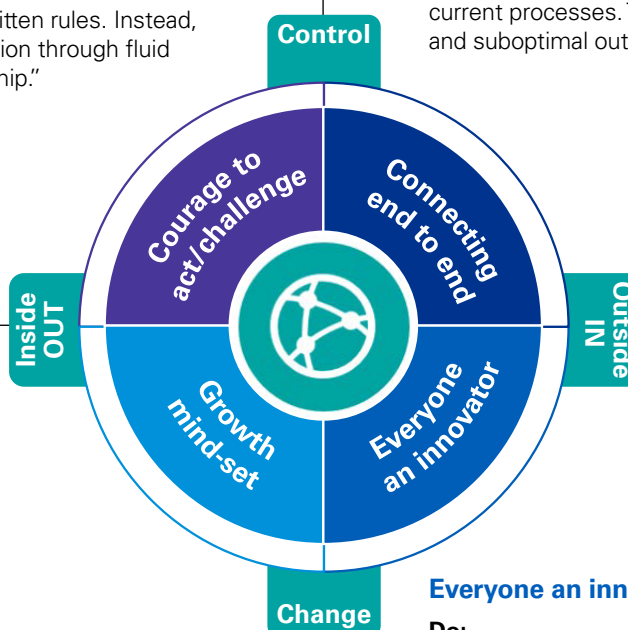 itten rules. Instead,
ion through fluid
hip.”
current processes.
and suboptimal out
Control
Courage to
act/challenge
Connecting
end to end
Inside
OUT
Outside
IN
Growth
mind-set
Everyone
an innovator
Change
Everyone an inn
Do: